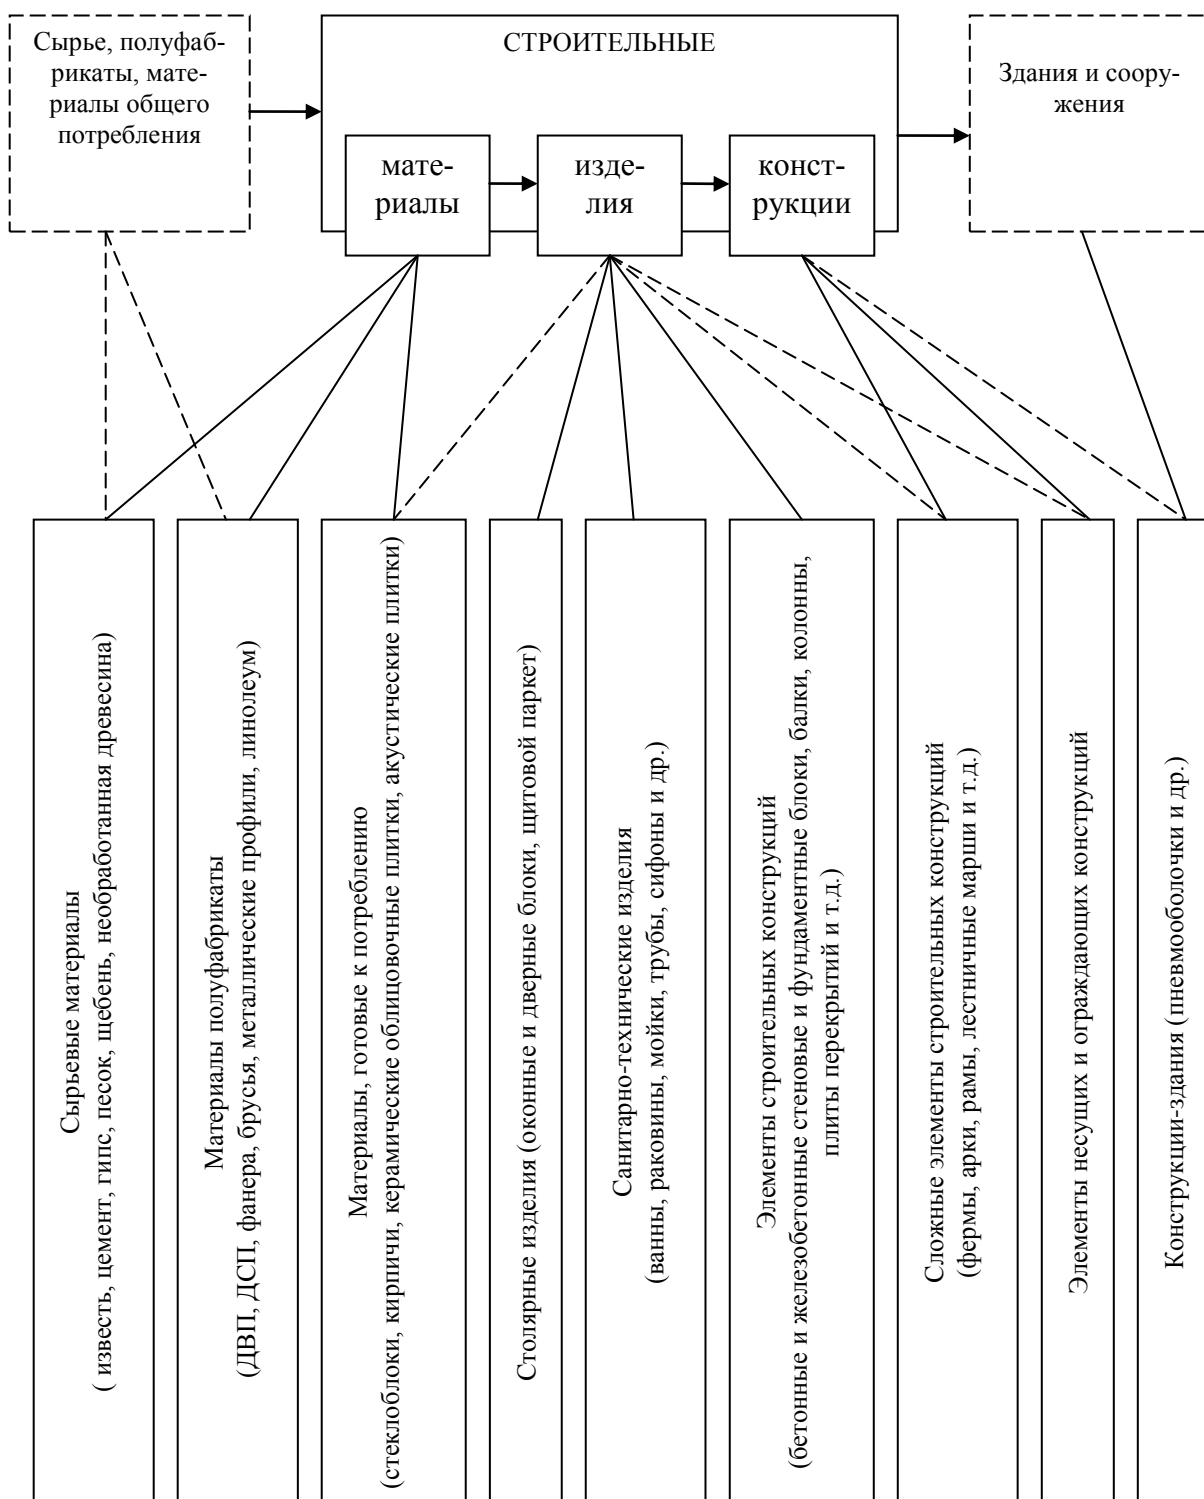 Сырье, полуфаб-
рикаты, мате-
риалы общего
потребления
СТРОИТЕЛЬНЫЕ
Здания и соору-
жения
мате-
риалы
изде-
лия
конст-
рукции
Сырьевые материалы
( известь, цемент, гипс, песок, щебень, необработанная древесина)
Материалы полуфабрикаты
(ДВП, ДСП, фанера, брусья, металлические профили, линолеум)
Материалы, готовые к потреблению
(стеклоблоки, кирпичи, керамические облицовочные плитки, акустические плитки)
Столярные изделия (оконные и дверные блоки, щитовой паркет)
Санитарно-технические изделия
(ванны, раковины, мойки, трубы, сифоны и др.)
Элементы строительных конструкций
(бетонные и железобетонные стеновые и фундаментные блоки, балки, колонны,
плиты перекрытий и т.д.)
Сложные элементы строительных конструкций
(фермы, арки, рамы, лестничные марши и т.д.)
Элементы несущих и ограждающих конструкций
Конструкции-здания (пневмооболочки и др.)